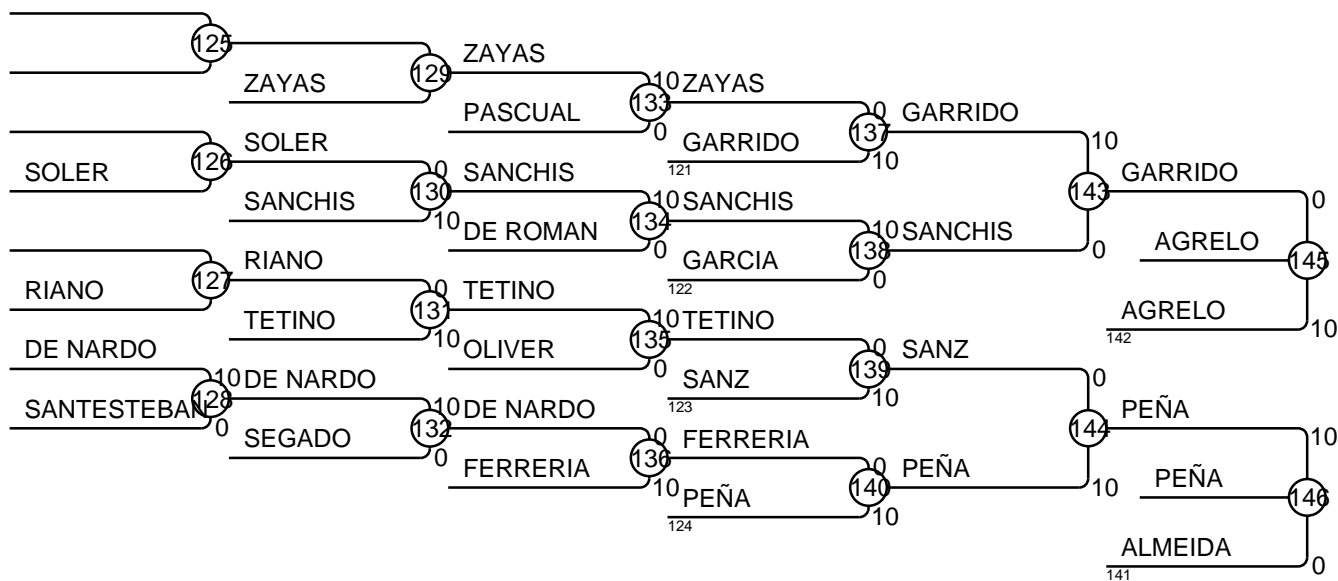 125
ZAYAS
129
ZAYAS
10
133
ZAYAS
PASCUAL
0
0
137
GARRIDO
GARRIDO
121
10
10
SOLER
126
SOLER
0
130
SANCHIS
SANCHIS
10
10
134
SANCHIS
DE ROMAN
0
10
138
SANCHIS
GARCIA
122
0
143
GARRIDO
0
0
AGRELO
145
AGRELO
142
10
RIANO
127
RIANO
0
131
TETINO
TETINO
10
10
135
TETINO
OLIVER
0
0
139
SANZ
SANZ
123
10
0
DE NARDO
10
128
DE NARDO
SANTESTEBAN
0
10
132
DE NARDO
SEGADO
0
0
136
FERRERIA
FERRERIA
10
0
140
PEÑA
PEÑA
124
10
144
PEÑA
10
10
PEÑA
146
ALMEIDA
141
0